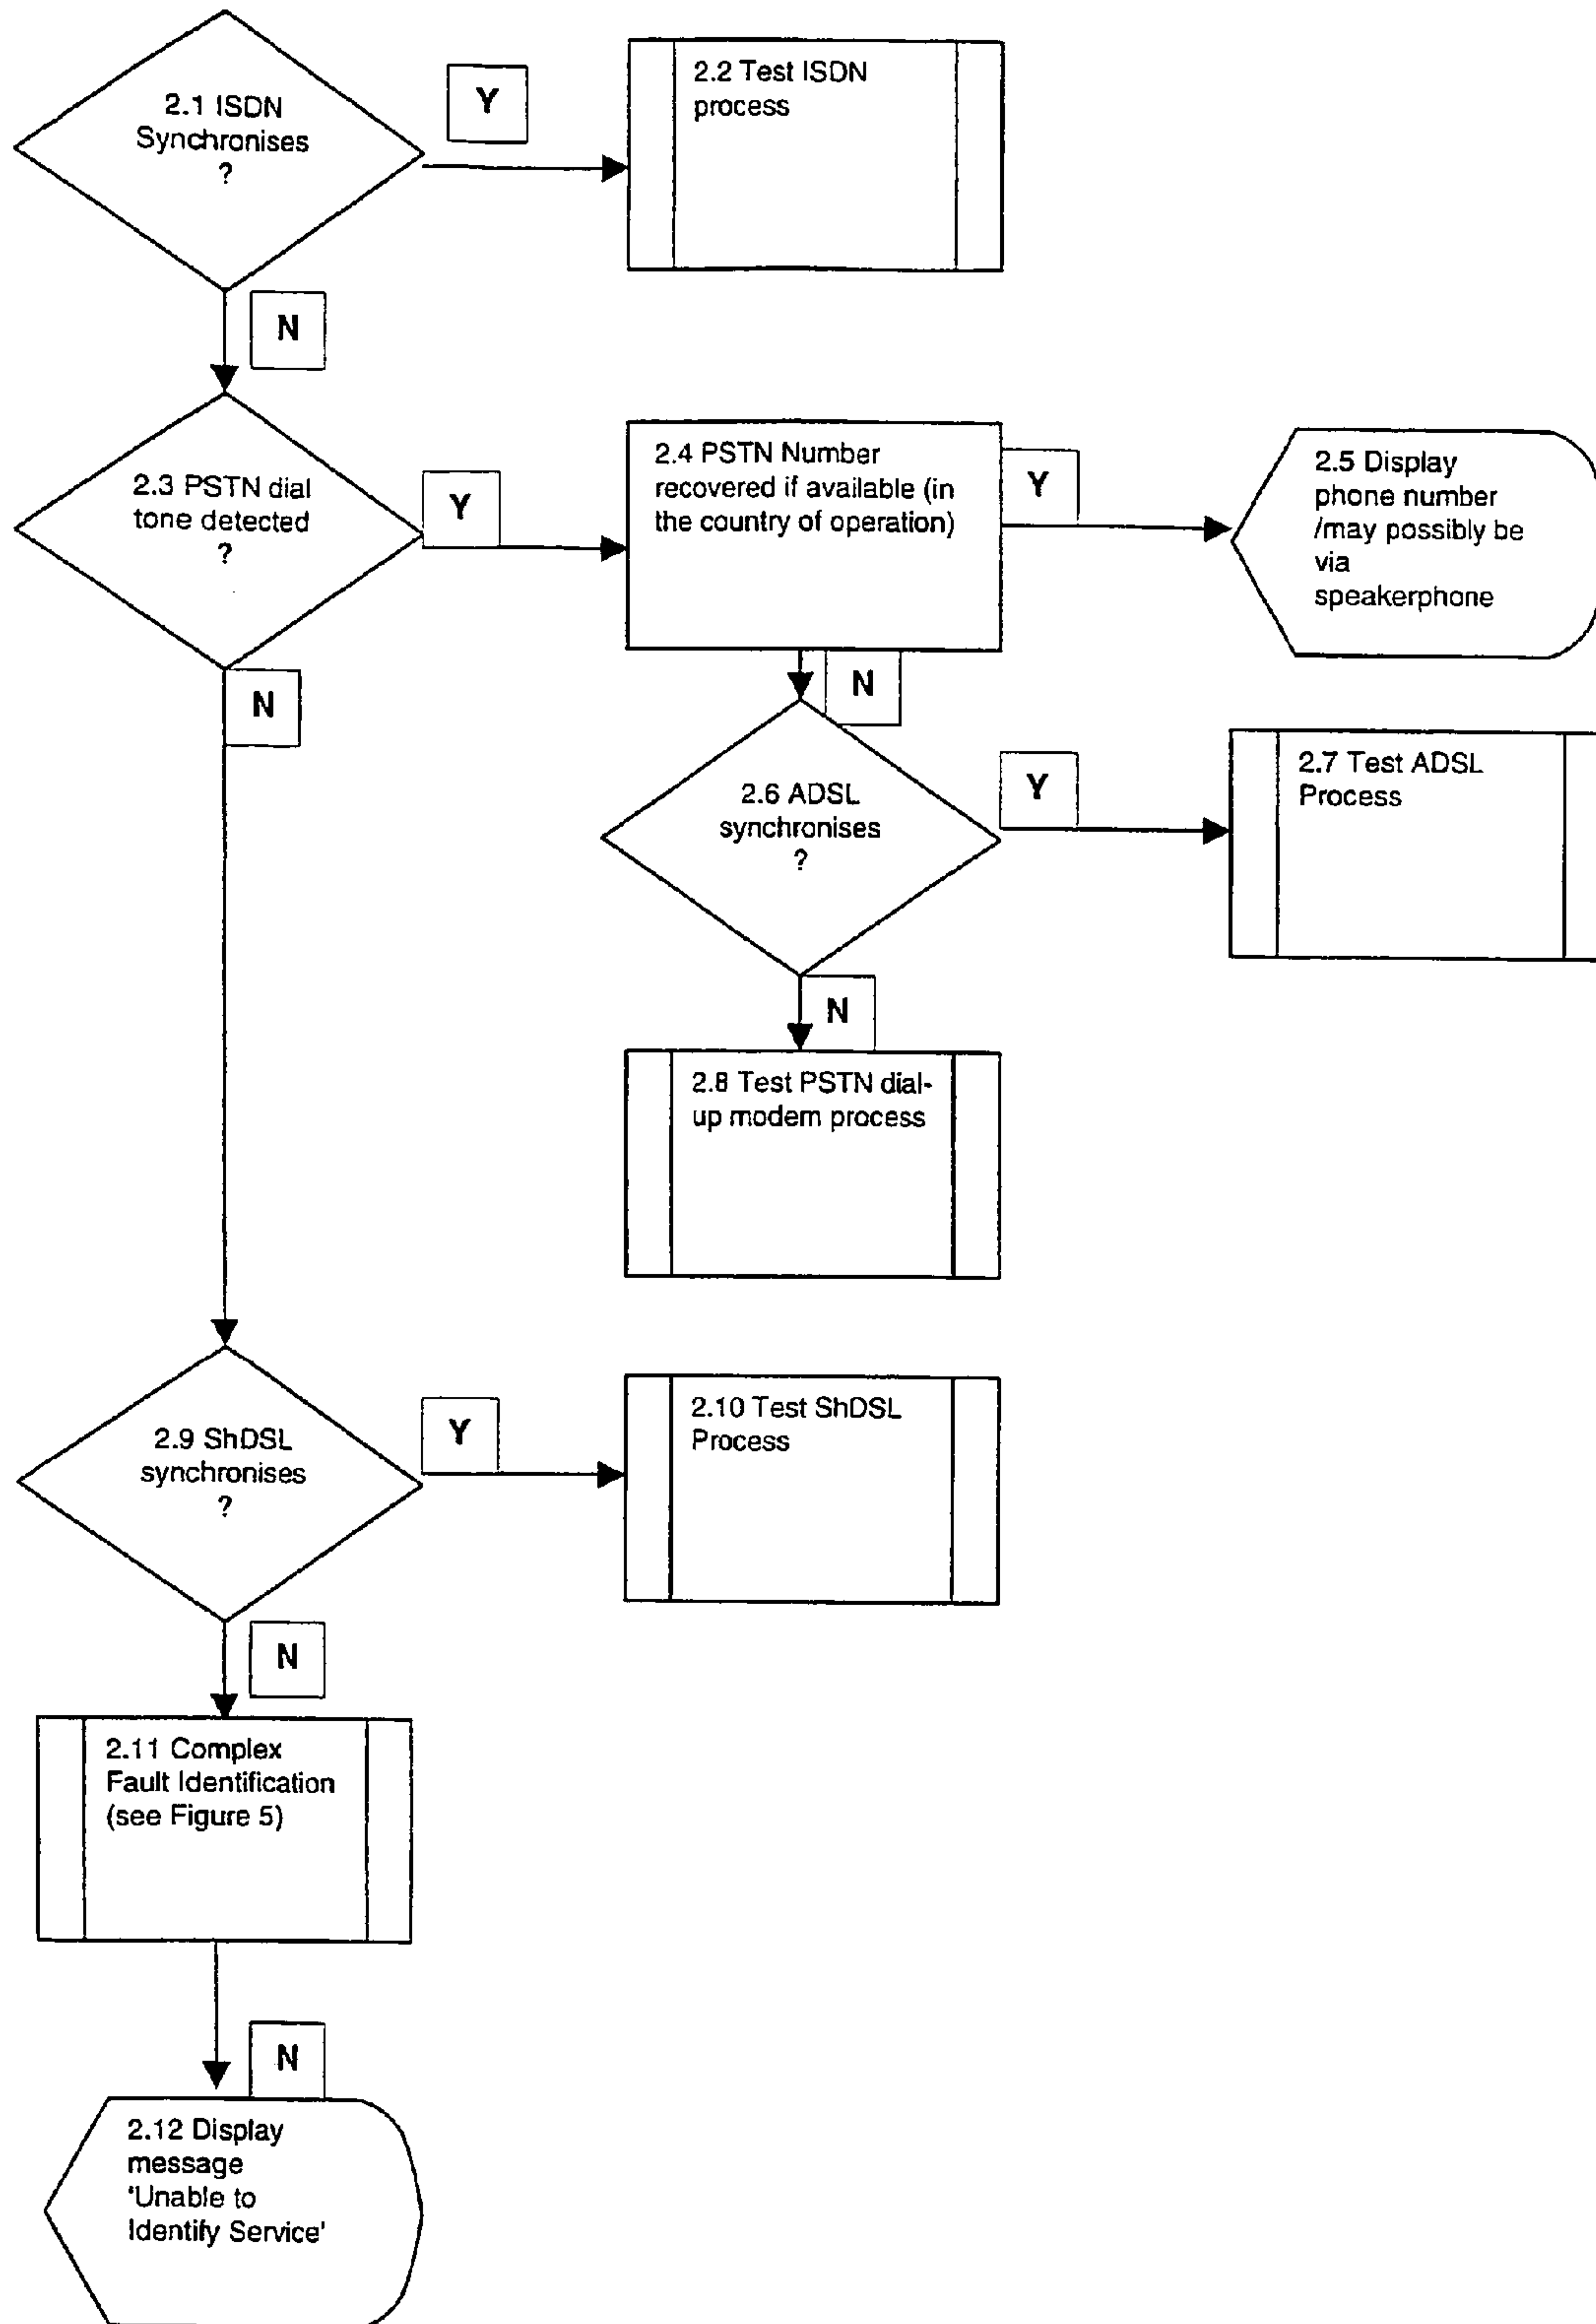 2.1 ISDN
Synchronises
?
Y
2.2 Test ISDN
process
N
2.3 PSTN dial
tone detected
?
Y
2.4 PSTN Number
recovered if available (in
the country of operation)
Y
2.5 Display
phone number
/may possibly be
via
speakerphone
N
N
2.6 ADSL
synchronises
?
Y
2.7 Test ADSL
Process
N
2.8 Test PSTN dial-
up modem process
2.9 ShDSL
synchronises
?
Y
2.10 Test ShDSL
Process
N
2.11 Complex
Fault Identification
(see Figure 5)
N
2.12 Display
message
'Unable to
Identify Service'